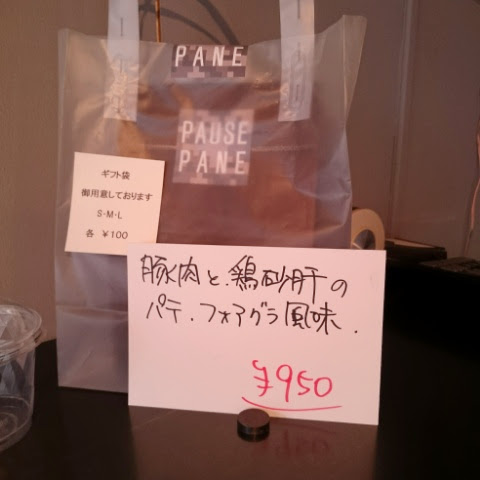 PANE
PAUSE
PANE
ギフト袋
御用意しております
S・M・L
各 ¥100
豚肉と、鶏砂肝の
パテ、フォアグラ風味、
¥950